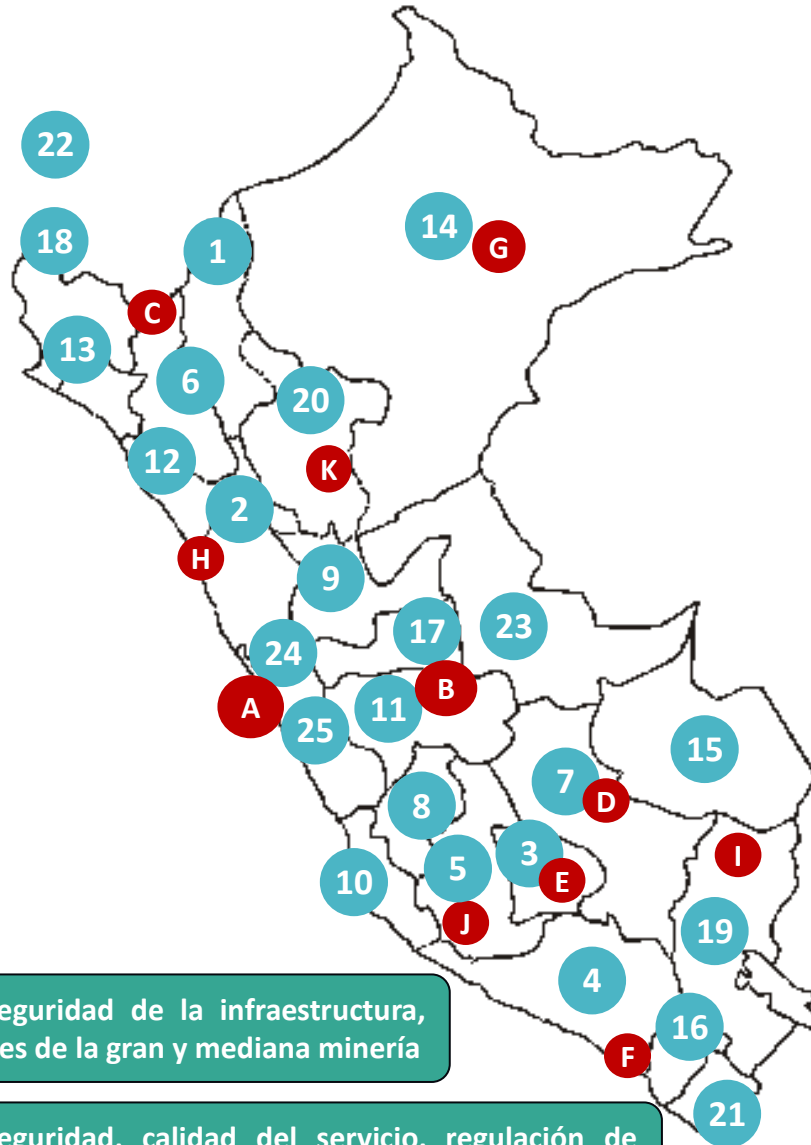 22
18
1
14
G
C
13
6
20
12
K
2
H
9
17
23
24
B
A
11
25
15
7
D
8
3
I
5
E
10
J
19
4
16
F
21
seguridad de la infraestructura,
es de la gran y mediana minería
seguridad, calidad del servicio, regulación de